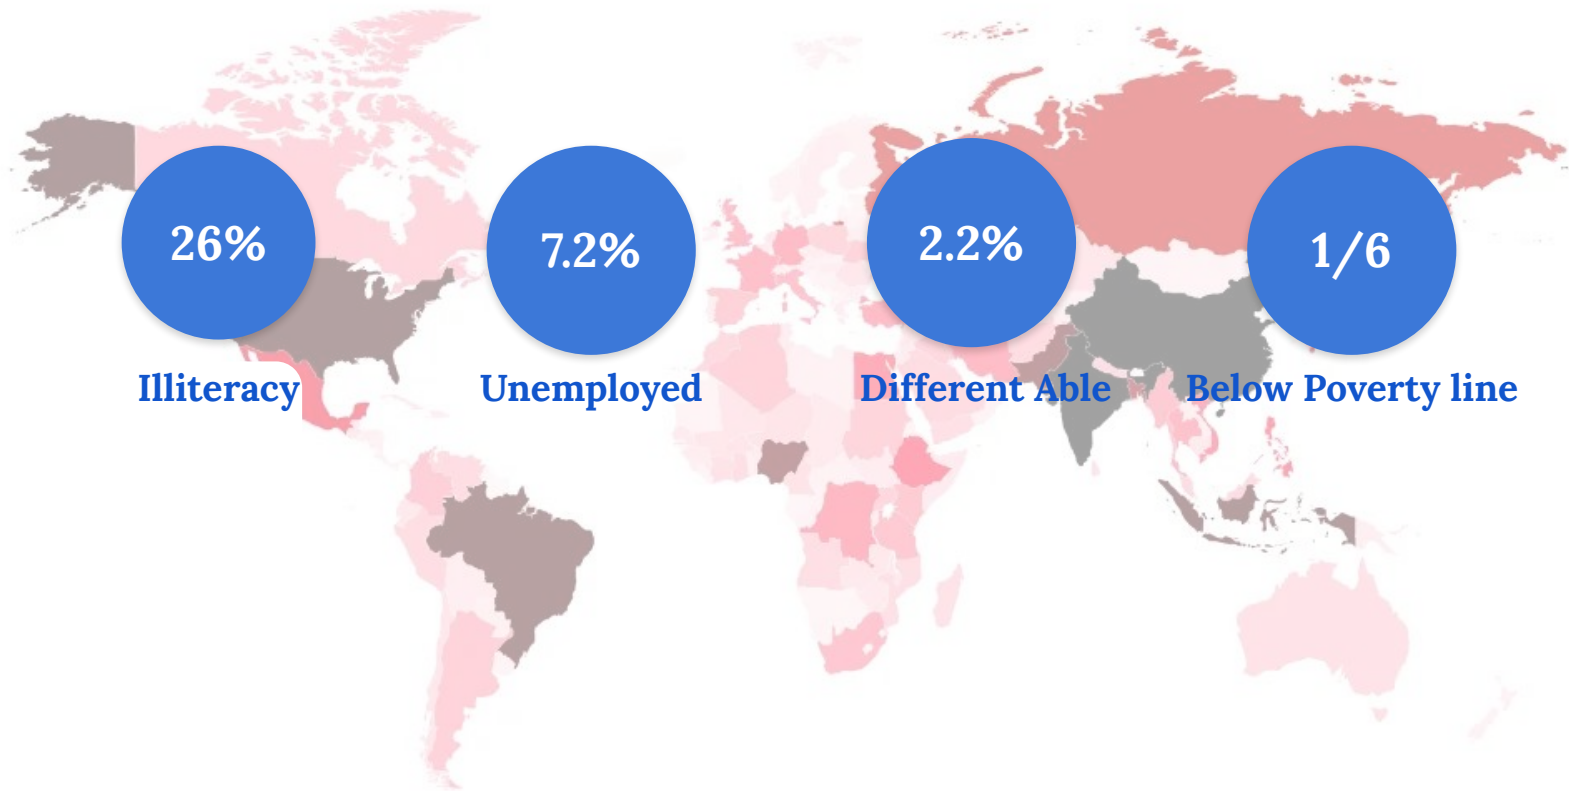 26%
7.2%
2.2%
1/6
Illiteracy
Unemployed
Different Able
Below Poverty line